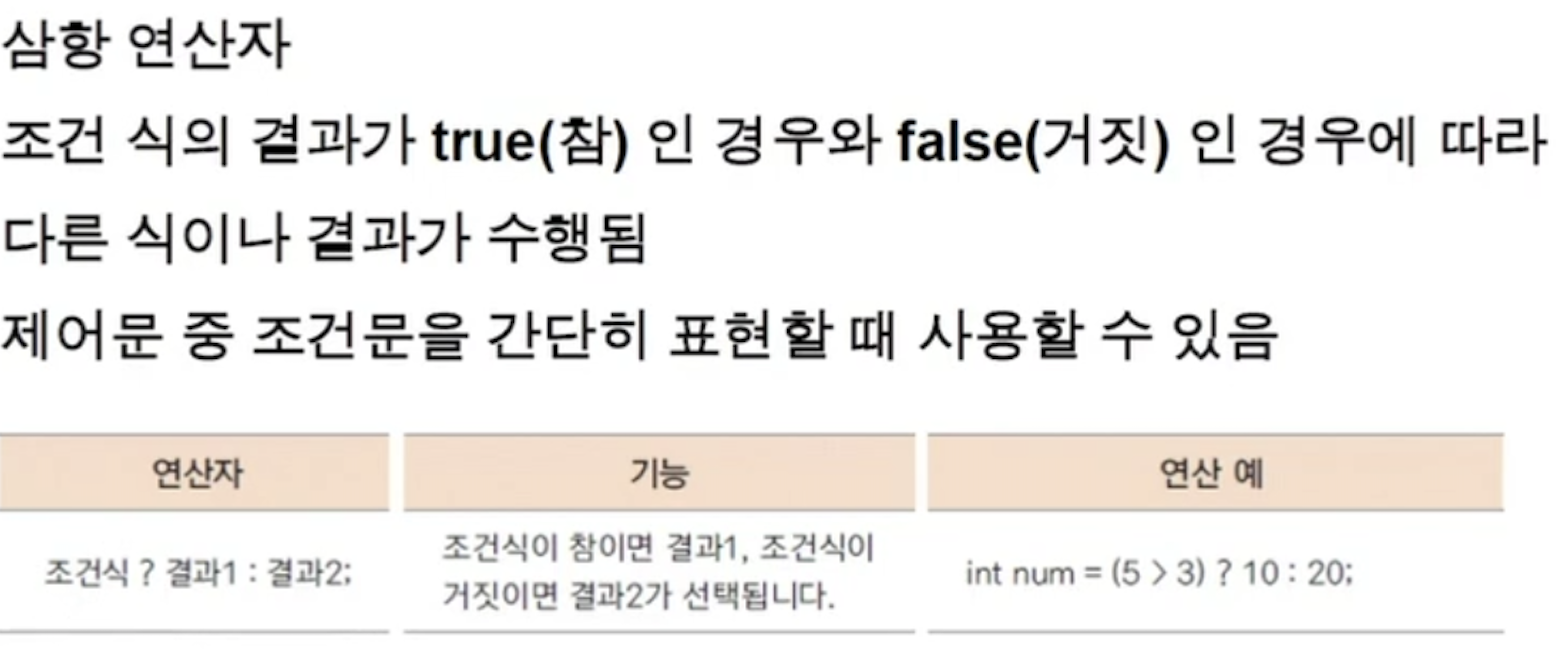 삼항 연산자
조건 식의 결과가 true(참) 인 경우와 false(거짓) 인 경우에 따라
다른 식이나 결과가 수행됨
제어문 중 조건문을 간단히 표현할 때 사용할 수 있음
연산자 기능 연산 예
조건식 ? 결과1 : 결과2; 조건식이 참이면 결과1, 조건식이 거짓이면 결과2가 선택됩니다. int num = (5 > 3) ? 10 : 20;